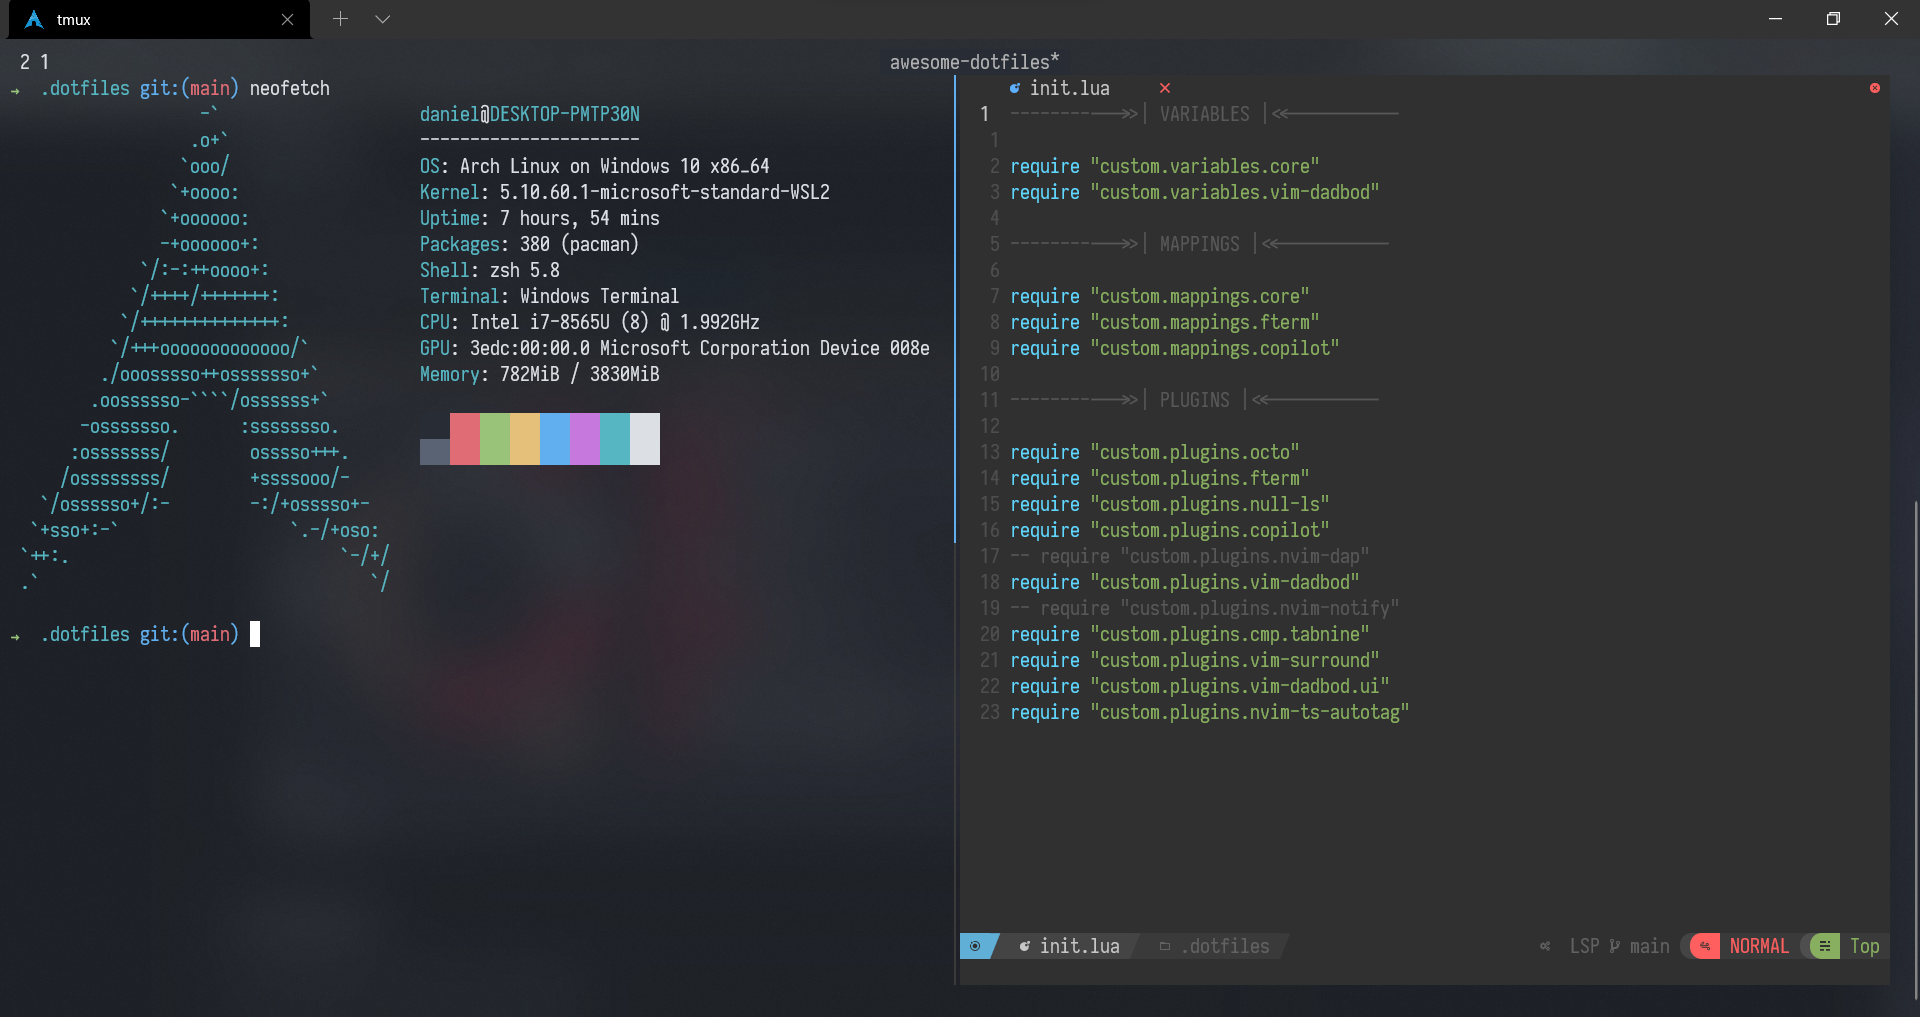 tmux
2 1
awesome-dotfiles*
→ .dotfiles git:(main) neofetch
-`
.o+`
`ooo/
`+oooo:
`+oooooo:
-+oooooo+:
`/:-:++oooo+:
`/++++/+++++++:
`/++++++++++++++:
`/+++ooooooooooooo/`
./ooosssso++osssssso+`
.oossssso-````/ossssss+`
-osssssso. :ssssssso.
:osssssss/ osssso+++.
/ossssssss/ +ssssooo/-
`/ossssso+/:- -:/+osssso+-
`+sso+:-` `.-/+oso:
`++:. `-/+/
.` `/
daniel@DESKTOP-PMTP30N
----------------------
OS: Arch Linux on Windows 10 x86_64
Kernel: 5.10.60.1-microsoft-standard-WSL2
Uptime: 7 hours, 54 mins
Packages: 380 (pacman)
Shell: zsh 5.8
Terminal: Windows Terminal
CPU: Intel i7-8565U (8) @ 1.992GHz
GPU: 3edc:00:00.0 Microsoft Corporation Device 008e
Memory: 782MiB / 3830MiB
→ .dotfiles git:(main)
init.lua ✕
1 ----------->>| VARIABLES |<<-----------
1
2 require "custom.variables.core"
3 require "custom.variables.vim-dadbod"
4
5 ----------->>| MAPPINGS |<<-----------
6
7 require "custom.mappings.core"
8 require "custom.mappings.fterm"
9 require "custom.mappings.copilot"
10
11 ----------->>| PLUGINS |<<-----------
12
13 require "custom.plugins.octo"
14 require "custom.plugins.fterm"
15 require "custom.plugins.null-ls"
16 require "custom.plugins.copilot"
17 -- require "custom.plugins.nvim-dap"
18 require "custom.plugins.vim-dadbod"
19 -- require "custom.plugins.nvim-notify"
20 require "custom.plugins.cmp.tabnine"
21 require "custom.plugins.vim-surround"
22 require "custom.plugins.vim-dadbod.ui"
23 require "custom.plugins.nvim-ts-autotag"
init.lua .dotfiles LSP main NORMAL Top